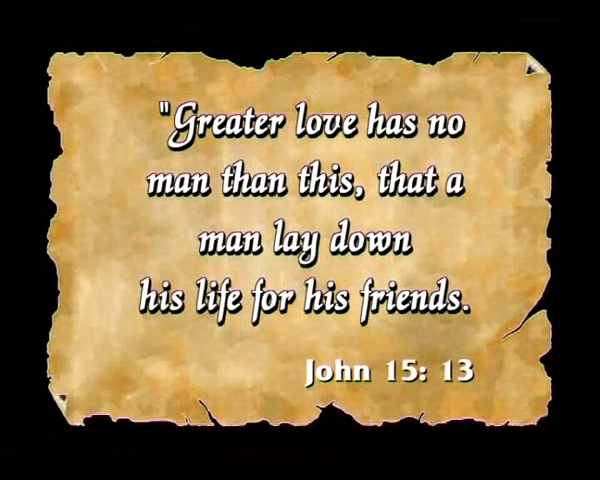 "Greater love has no
man than this, that a
man lay down
his life for his friends.
John 15: 13